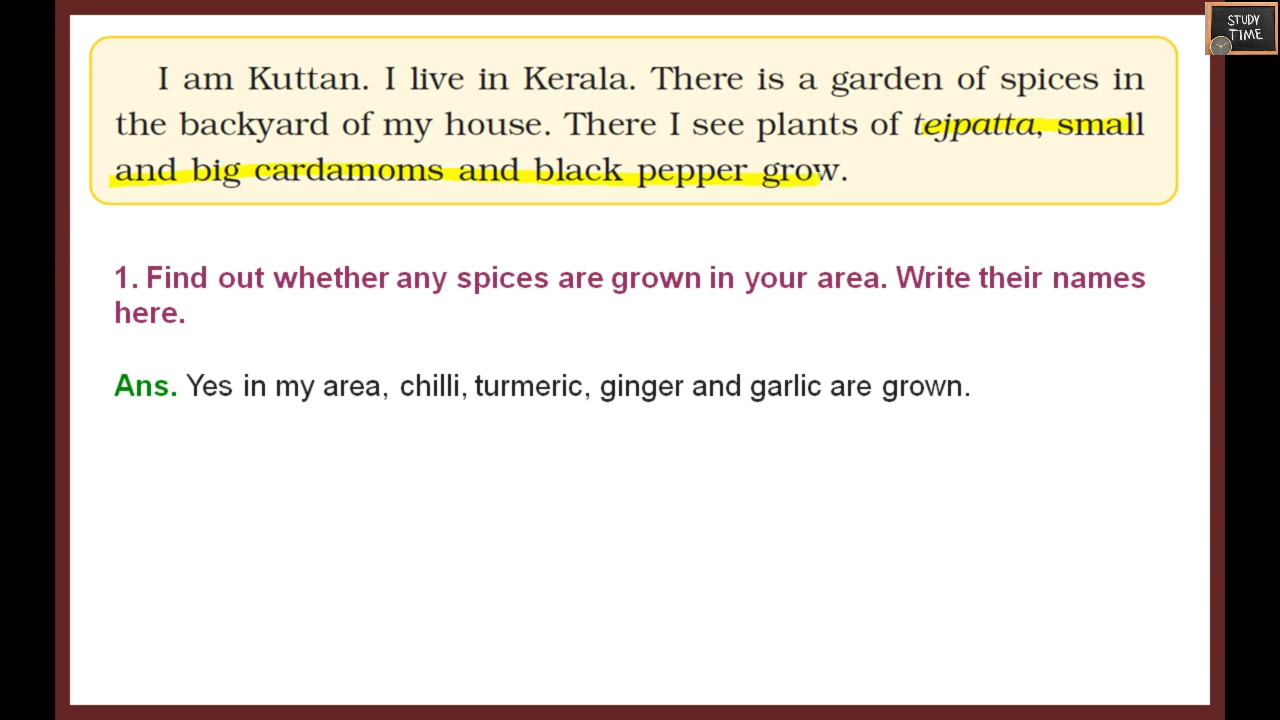 STUDY
TIME
I am Kuttan. I live in Kerala. There is a garden of spices in
the backyard of my house. There I see plants of tejpatta, small
and big cardamoms and black pepper grow.
1. Find out whether any spices are grown in your area. Write their names
here.
Ans. Yes in my area, chilli, turmeric, ginger and garlic are grown.